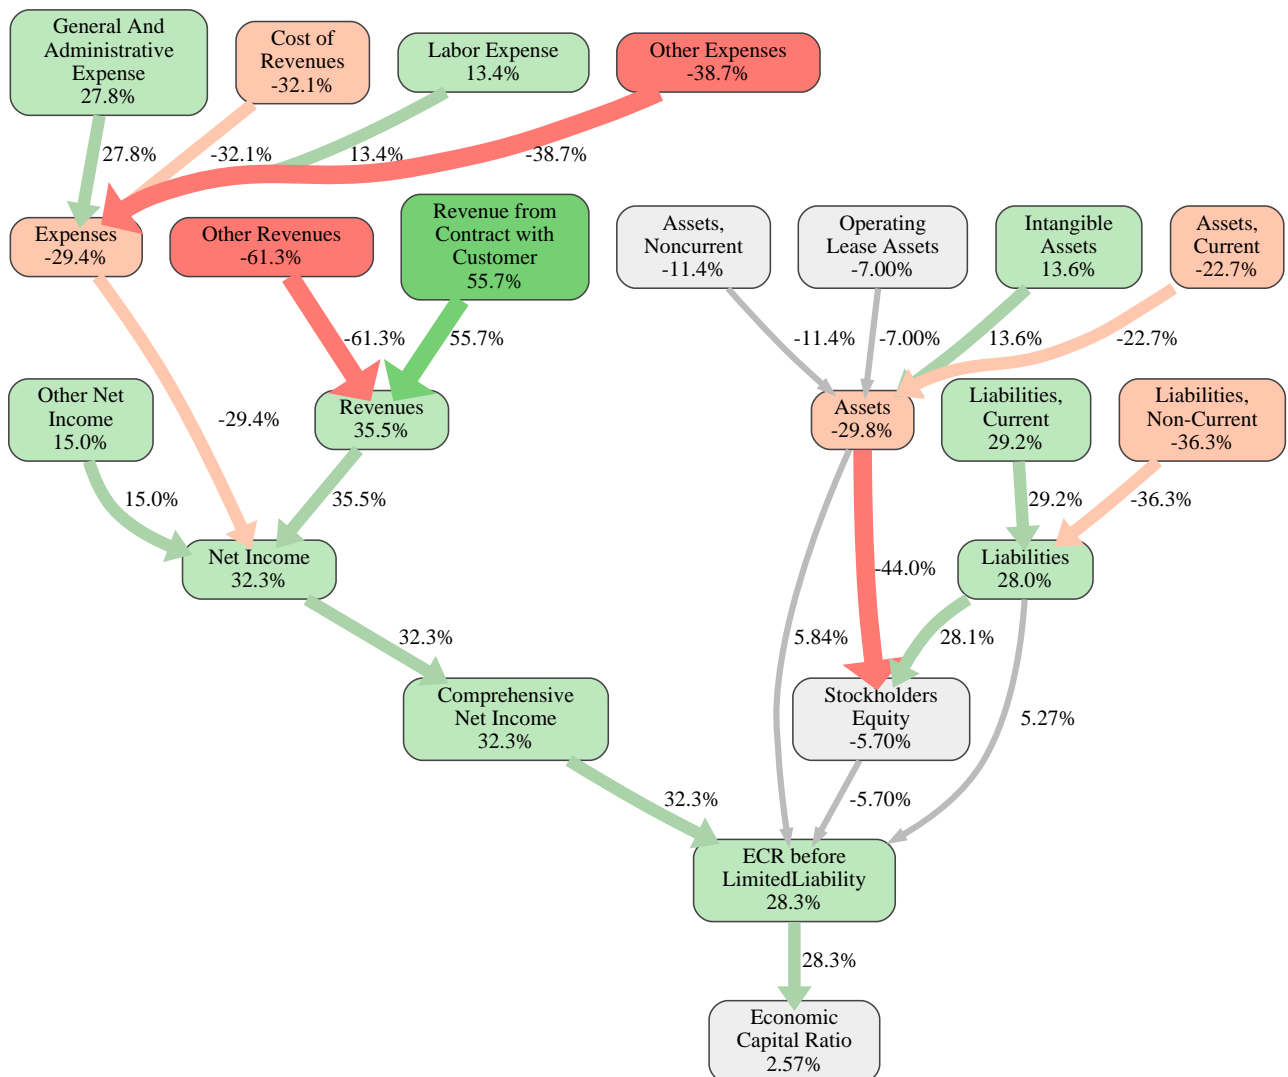 General And
Administrative
Expense
27.8%
Cost of
Revenues
-32.1%
Labor Expense
13.4%
Other Expenses
-38.7%
27.8%
-32.1%
13.4%
-38.7%
Expenses
-29.4%
Other Revenues
-61.3%
Revenue from
Contract with
Customer
55.7%
Assets,
Noncurrent
-11.4%
Operating
Lease Assets
-7.00%
Intangible
Assets
13.6%
Assets,
Current
-22.7%
-61.3%
55.7%
-11.4%
-7.00%
13.6%
-22.7%
Other Net
Income
15.0%
-29.4%
Revenues
35.5%
Assets
-29.8%
Liabilities,
Current
29.2%
Liabilities,
Non-Current
-36.3%
15.0%
35.5%
29.2%
-36.3%
Net Income
32.3%
-44.0%
Liabilities
28.0%
32.3%
5.84%
28.1%
Comprehensive
Net Income
32.3%
Stockholders
Equity
-5.70%
5.27%
32.3%
-5.70%
ECR before
LimitedLiability
28.3%
28.3%
Economic
Capital Ratio
2.57%